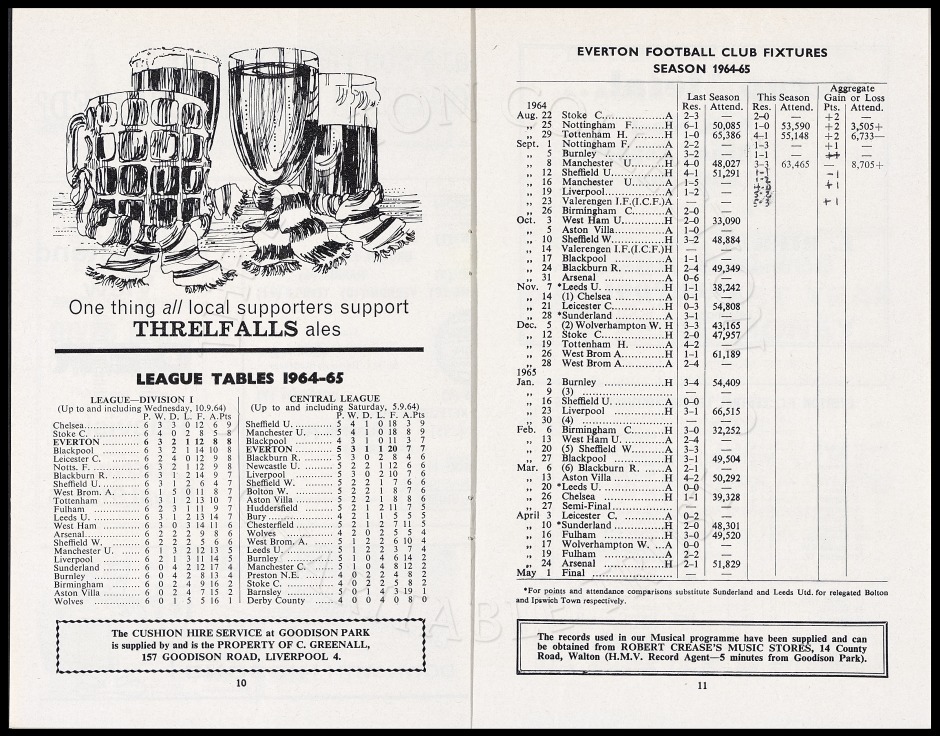 One thing all local supporters support
THRELFALLS ales
LEAGUE TABLES 1964-65
LEAGUE—DIVISION I
(Up to and including Wednesday, 10.9.64)
P. W. D. L. F. A. Pts
Chelsea 6 3 3 0 12 6 9
Stoke C. 6 4 0 2 8 5 8
EVERTON 6 3 2 1 12 8 8
Blackpool 6 3 2 1 14 10 8
Leicester C. 6 2 4 0 12 9 8
Notts. F. 6 3 2 1 12 9 8
Blackburn R. 6 3 1 2 14 9 7
Sheffield U. 6 3 1 2 6 4 7
West Brom. A. 6 1 5 0 11 8 7
Tottenham 6 3 1 2 13 10 7
Fulham 6 2 3 1 11 9 7
Leeds U. 6 3 1 2 13 14 7
West Ham 6 3 0 3 14 11 6
Arsenal 6 2 2 2 9 8 6
Sheffield W. 6 2 2 2 5 6 6
Manchester U. 6 1 3 2 12 13 5
Liverpool 6 2 1 3 11 14 5
Sunderland 6 0 4 2 12 17 4
Burnley 6 0 4 2 8 13 4
Birmingham 6 0 2 4 9 16 2
Aston Villa 6 1 0 5 7 15 2
Wolves 6 0 1 5 5 16 1
CENTRAL LEAGUE
(Up to and including Saturday, 5.9.64)
P. W. D. L. F. A. Pts
Sheffield U. 5 4 1 0 18 3 9
Manchester U. 5 4 1 0 18 8 9
Blackpool 4 3 1 0 11 3 7
EVERTON 5 3 1 1 20 7 7
Blackburn R. 5 3 0 2 8 4 6
Newcastle U. 5 2 2 1 12 6 6
Liverpool 5 3 0 2 10 7 6
Sheffield W. 5 2 2 1 7 6 6
Bolton W. 5 2 2 1 8 7 6
Aston Villa 5 2 2 1 8 8 6
Huddersfield 5 2 1 2 11 7 5
Bury 4 2 1 1 5 5 5
Chesterfield 5 2 1 2 7 11 5
Wolves 4 2 0 2 5 5 4
West Brom. A. 5 1 2 2 6 10 4
Leeds U. 5 1 2 2 3 7 4
Burnley 5 1 0 4 6 14 2
Manchester C. 5 1 0 4 8 12 2
Preston N.E. 4 0 2 2 4 8 2
Stoke C. 4 0 2 2 5 8 2
Barnsley 5 0 1 4 3 19 1
Derby County 4 0 0 4 0 8 0
The CUSHION HIRE SERVICE at GOODISON PARK
is supplied by and is the PROPERTY OF C. GREENALL,
157 GOODISON ROAD, LIVERPOOL 4.
10
EVERTON FOOTBALL CLUB FIXTURES
SEASON 1964-65
Last Season This Season Aggregate Gain or Loss
1964 Res. Attend. Res. Attend. Pts. Attend.
Aug. 22 Stoke C. A 2-3 — 2-0 — +2 —
„ 25 Nottingham F. H 6-1 50,085 1-0 53,590 +2 3,505+
„ 29 Tottenham H. H 1-0 65,386 4-1 55,148 +2 6,733—
Sept. 1 Nottingham F. A 2-2 — 1-3 — +1 —
„ 5 Burnley A 3-2 — 1-1 —
„ 8 Manchester U. H 4-0 48,027 3-3 63,465 — 8,705+
„ 12 Sheffield U. H 4-1 51,291 -1
„ 16 Manchester U. A 1-5 — +1
„ 19 Liverpool A 1-2 —
„ 23 Valerengen I.F.(I.C.F.) A — — +1
„ 26 Birmingham C. A 2-0 —
Oct. 3 West Ham U. H 2-0 33,090
„ 5 Aston Villa A 1-0 —
„ 10 Sheffield W. H 3-2 48,884
„ 14 Valerengen I.F.(I.C.F.) H — —
„ 17 Blackpool A 1-1 —
„ 24 Blackburn R. H 2-4 49,349
„ 31 Arsenal A 0-6 —
Nov. 7 *Leeds U. H 1-1 38,242
„ 14 (1) Chelsea A 0-1 —
„ 21 Leicester C. H 0-3 54,808
„ 28 *Sunderland A 3-1 —
Dec. 5 (2) Wolverhampton W. H 3-3 43,165
„ 12 Stoke C. H 2-0 47,957
„ 19 Tottenham H. A 4-2 —
„ 26 West Brom A. H 1-1 61,189
„ 28 West Brom A. A 2-4 —
1965
Jan. 2 Burnley H 3-4 54,409
„ 9 (3) — —
„ 16 Sheffield U. A 0-0 —
„ 23 Liverpool H 3-1 66,515
„ 30 (4) — —
Feb. 6 Birmingham C. H 3-0 32,252
„ 13 West Ham U. A 2-4 —
„ 20 (5) Sheffield W. A 3-3 —
„ 27 Blackpool H 3-1 49,504
Mar. 6 (6) Blackburn R. A 2-1 —
„ 13 Aston Villa H 4-2 50,292
„ 20 *Leeds U. A 0-0 —
„ 26 Chelsea H 1-1 39,328
„ 27 Semi-Final — —
April 3 Leicester C. A 0-2 —
„ 10 *Sunderland H 2-0 48,301
„ 16 Fulham H 3-0 49,520
„ 17 Wolverhampton W. A 0-0 —
„ 19 Fulham A 2-2 —
„ 24 Arsenal H 2-1 51,829
May 1 Final
*For points and attendance comparisons substitute Sunderland and Leeds Utd. for relegated Bolton
and Ipswich Town respectively.
The records used in our Musical programme have been supplied and can
be obtained from ROBERT CREASE'S MUSIC STORES, 14 County
Road, Walton (H.M.V. Record Agent—5 minutes from Goodison Park).
11